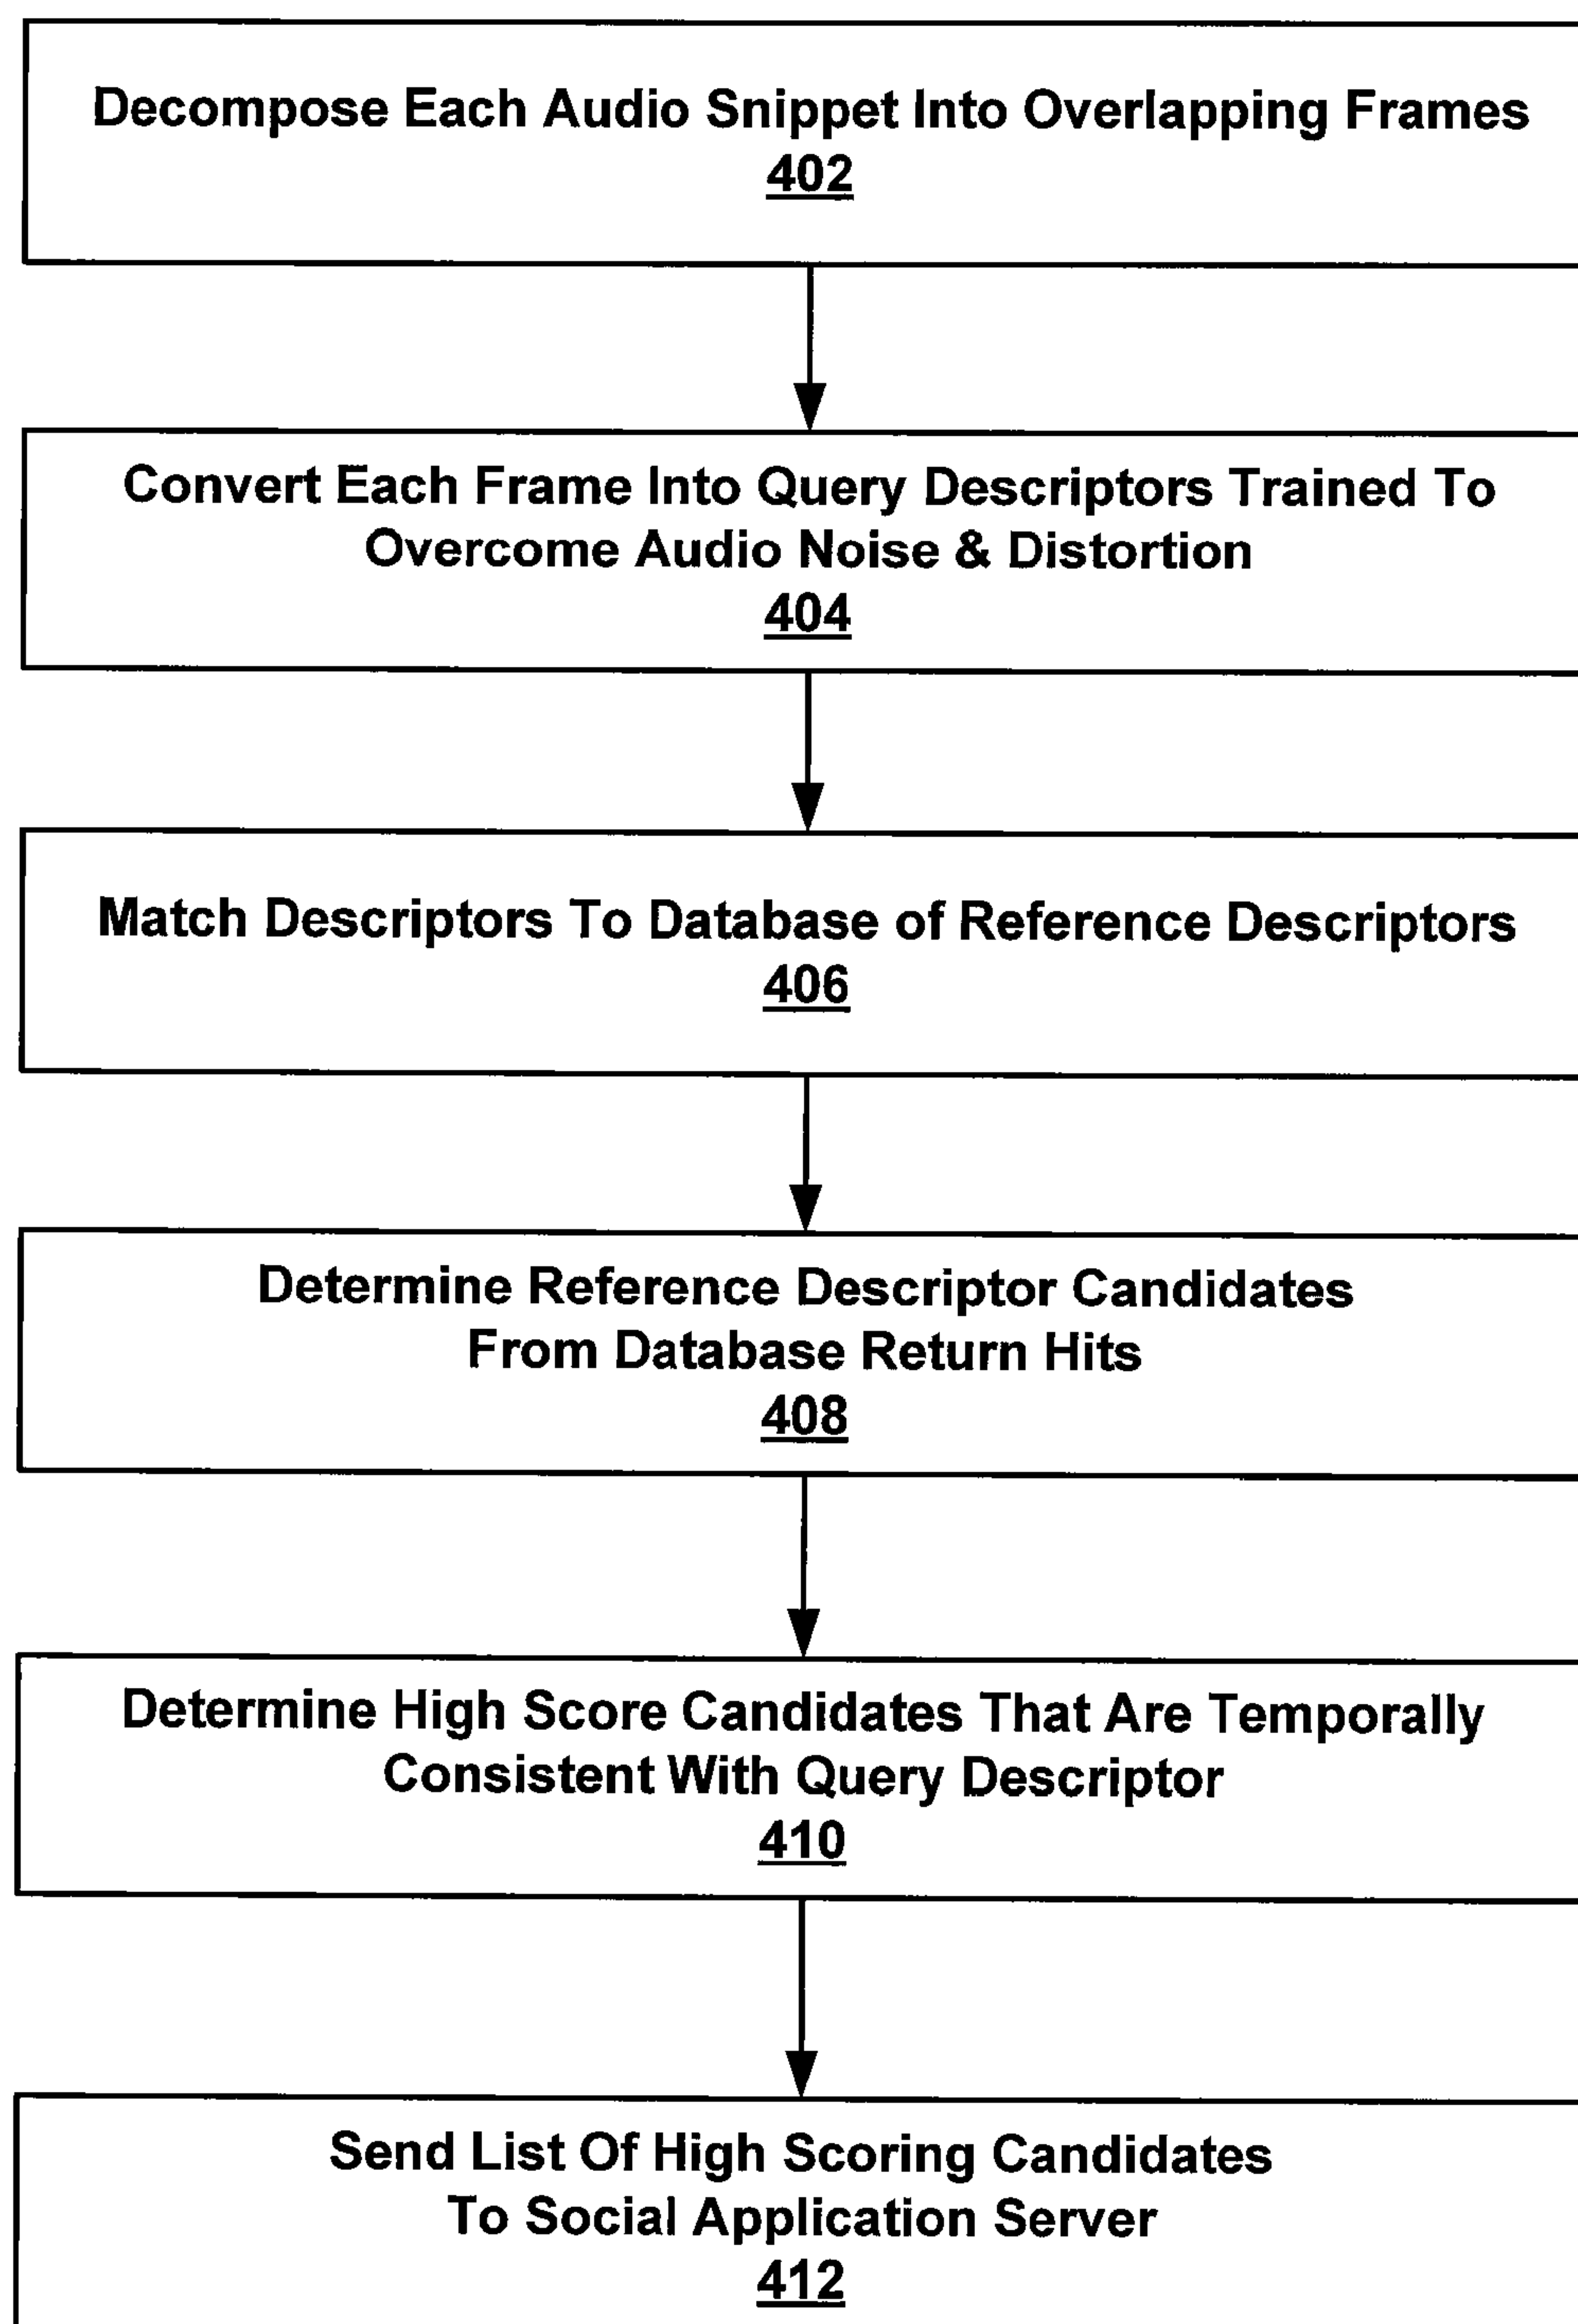 Decompose Each Audio Snippet Into Overlapping Frames
402
Convert Each Frame Into Query Descriptors Trained To
Overcome Audio Noise & Distortion
404
Match Descriptors To Database of Reference Descriptors
406
Determine Reference Descriptor Candidates
From Database Return Hits
408
Determine High Score Candidates That Are Temporally
Consistent With Query Descriptor
410
Send List Of High Scoring Candidates
To Social Application Server
412